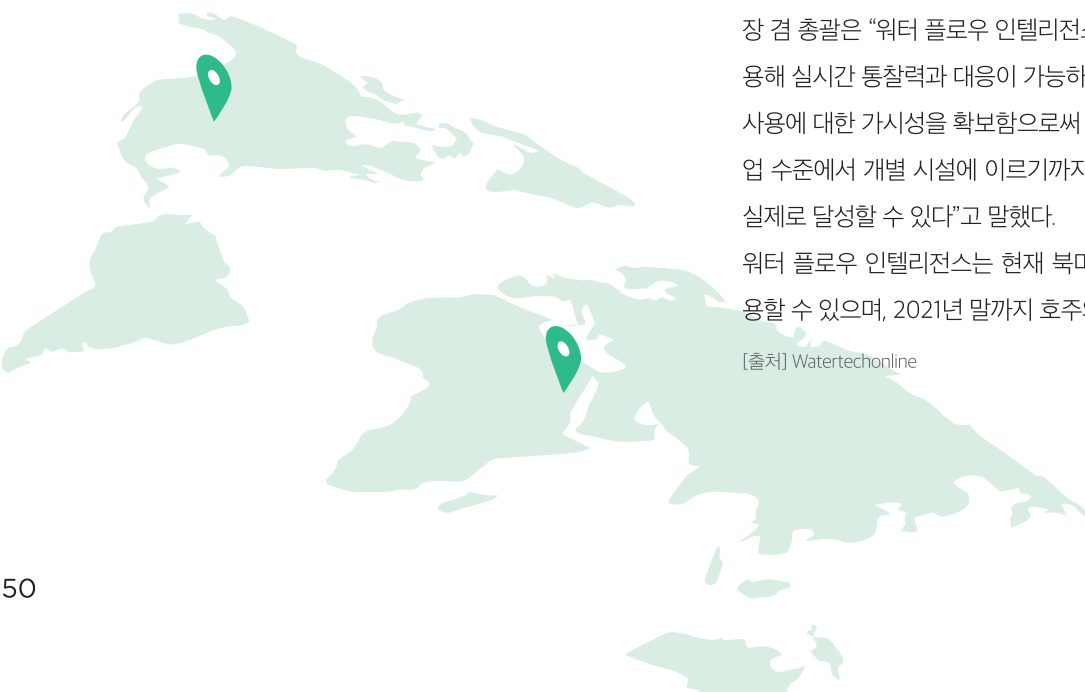 장 겸 총괄은 “워터 플로우 인텔리전스
용해 실시간 통찰력과 대응이 가능하
사용에 대한 가시성을 확보함으로써
업 수준에서 개별 시설에 이르기까지
실제로 달성할 수 있다”고 말했다.
워터 플로우 인텔리전스는 현재 북미
용할 수 있으며, 2021년 말까지 호주와
[출처] Watertechonline
50